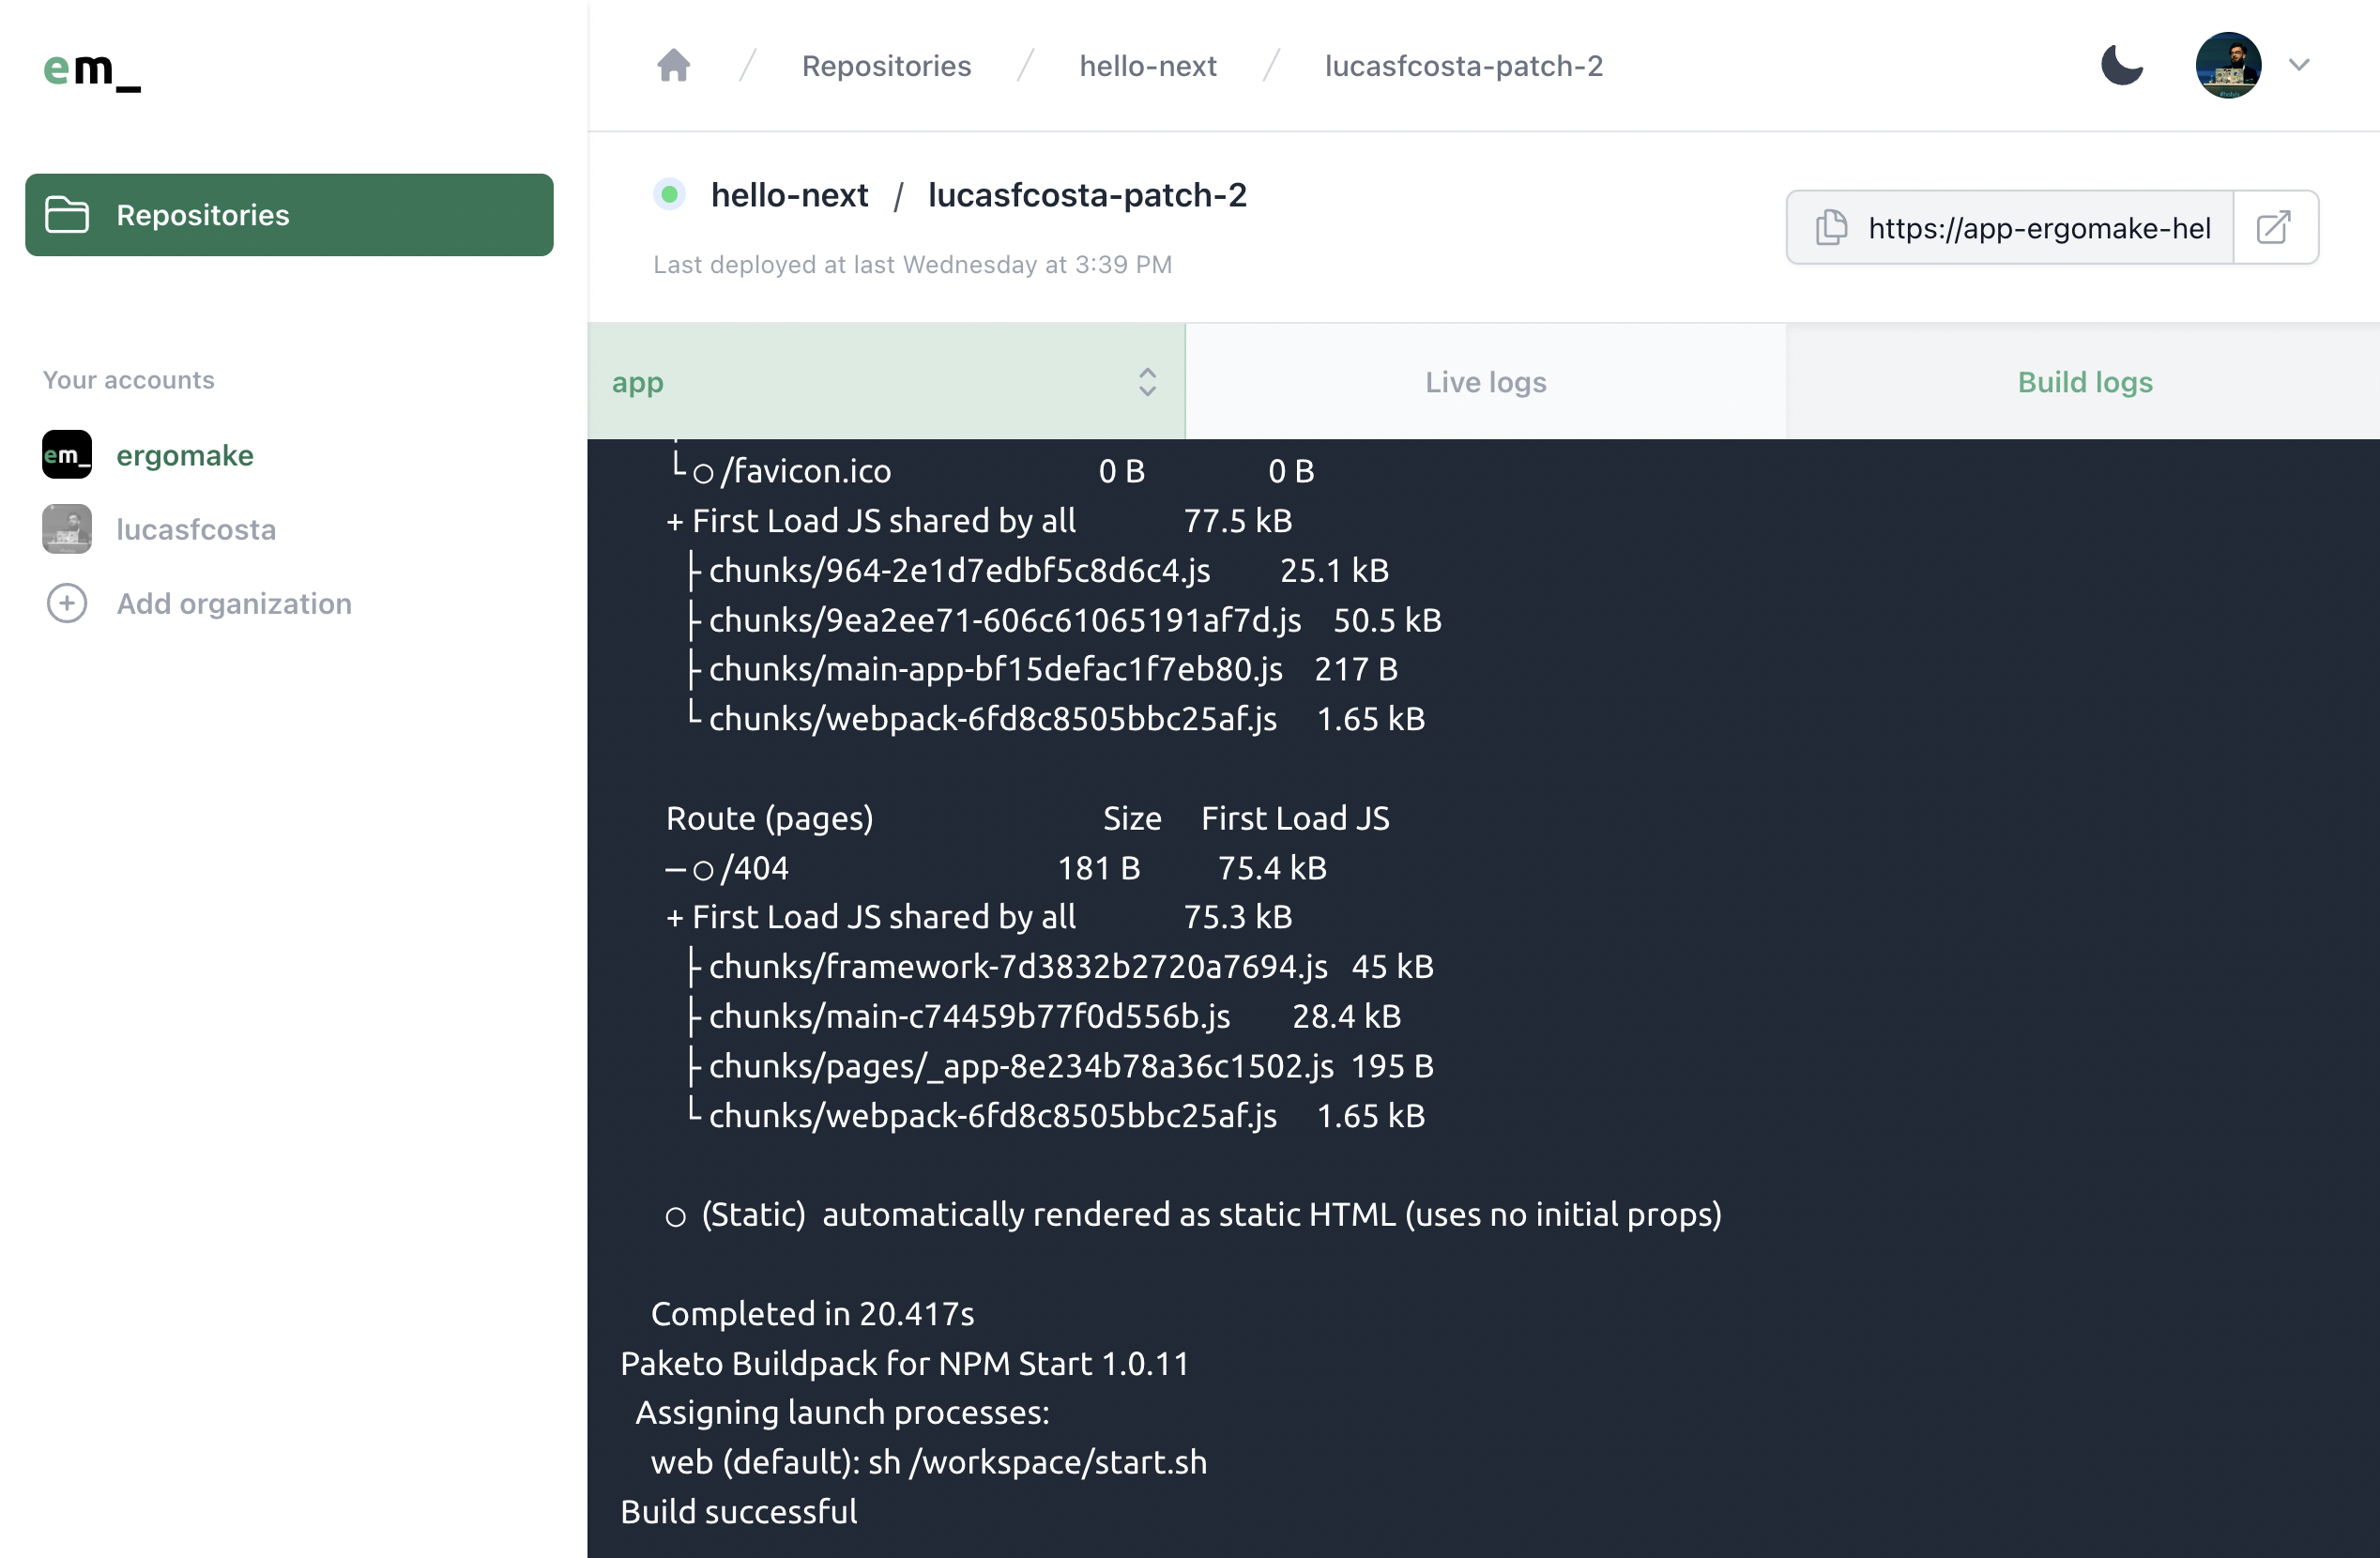 em_
Repositories
Your accounts
em_ ergomake
lucasfcosta
Add organization
/ Repositories / hello-next / lucasfcosta-patch-2
hello-next / lucasfcosta-patch-2
Last deployed at last Wednesday at 3:39 PM
https://app-ergomake-hel
app
Live logs
Build logs
└ ○ /favicon.ico 0 B 0 B
+ First Load JS shared by all 77.5 kB
├ chunks/964-2e1d7edbf5c8d6c4.js 25.1 kB
├ chunks/9ea2ee71-606c61065191af7d.js 50.5 kB
├ chunks/main-app-bf15defac1f7eb80.js 217 B
└ chunks/webpack-6fd8c8505bbc25af.js 1.65 kB
Route (pages) Size First Load JS
─ ○ /404 181 B 75.4 kB
+ First Load JS shared by all 75.3 kB
├ chunks/framework-7d3832b2720a7694.js 45 kB
├ chunks/main-c74459b77f0d556b.js 28.4 kB
├ chunks/pages/_app-8e234b78a36c1502.js 195 B
└ chunks/webpack-6fd8c8505bbc25af.js 1.65 kB
○ (Static) automatically rendered as static HTML (uses no initial props)
Completed in 20.417s
Paketo Buildpack for NPM Start 1.0.11
Assigning launch processes:
web (default): sh /workspace/start.sh
Build successful